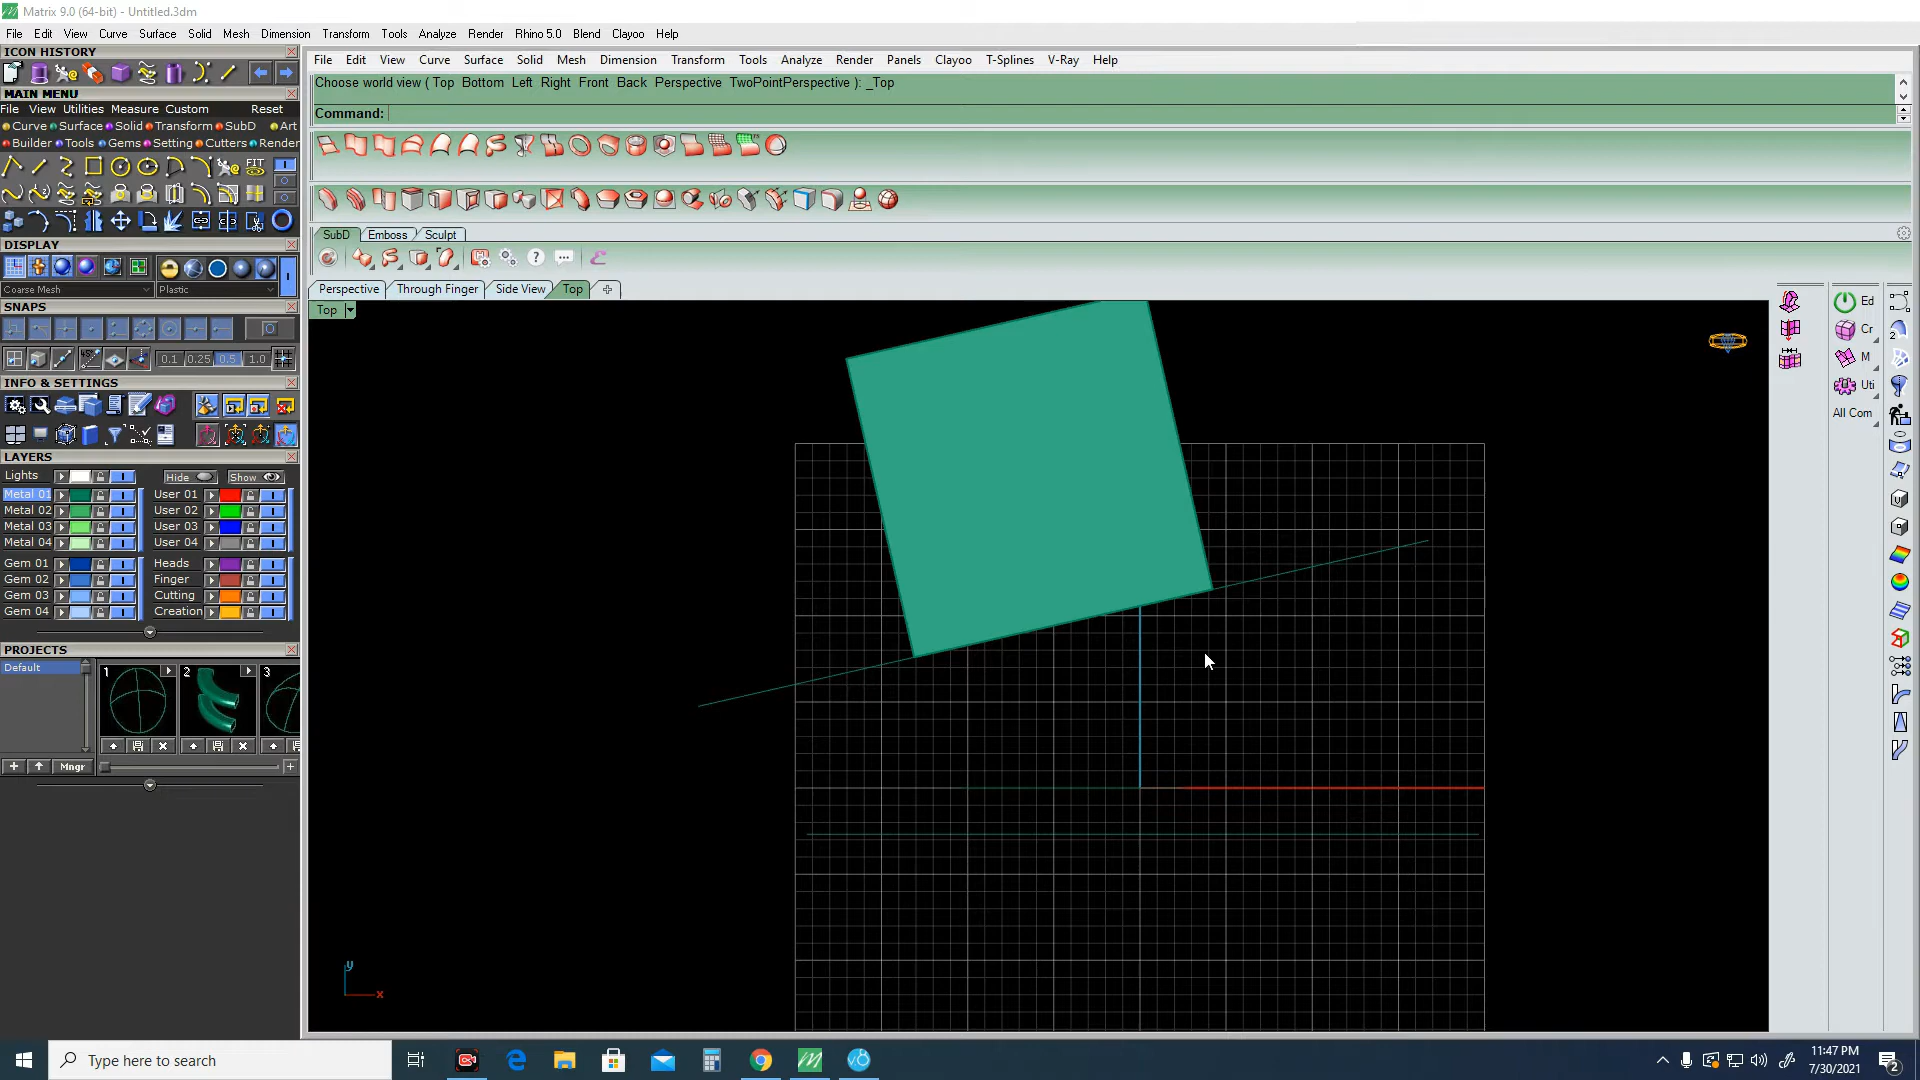 Matrix 9.0 (64-bit) - Untitled.3dm
File Edit View Curve Surface Solid Mesh Dimension Transform Tools Analyze Render Rhino 5.0 Blend Clayoo Help
ICON HISTORY
MAIN MENU
File View Utilities Measure Custom Reset
Curve Surface Solid Transform SubD Art
Builder Tools Gems Setting Cutters Render
FIT
DISPLAY
Coarse Mesh Plastic
SNAPS
0.1 0.25 0.5 1.0
INFO & SETTINGS
LAYERS
Lights Hide Show
Metal 01 User 01
Metal 02 User 02
Metal 03 User 03
Metal 04 User 04
Gem 01 Heads
Gem 02 Finger
Gem 03 Cutting
Gem 04 Creation
PROJECTS
Default
1 2 3
Mngr
File Edit View Curve Surface Solid Mesh Dimension Transform Tools Analyze Render Panels Clayoo T-Splines V-Ray Help
Choose world view ( Top Bottom Left Right Front Back Perspective TwoPointPerspective ): _Top
Command:
SubD Emboss Sculpt
Perspective Through Finger Side View Top
Top
y
x
Ed
Cr
M
Uti
All Com
Type here to search
11:47 PM
7/30/2021
2